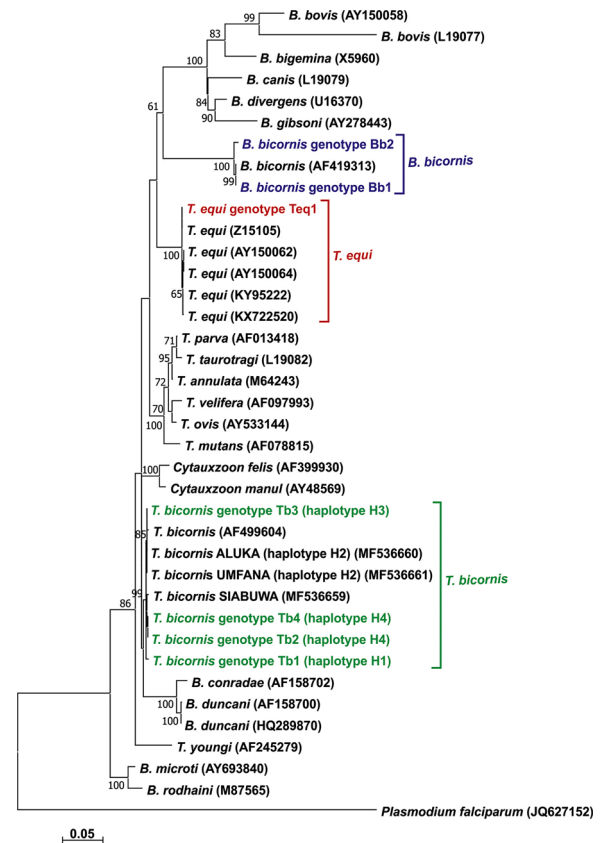 B. bovis (AY150058)
99
B. bovis (L19077)
83
B. bigemina (X5960)
100
B. canis (L19079)
84
B. divergens (U16370)
61
90
B. gibsoni (AY278443)
B. bicornis genotype Bb2
100
B. bicornis (AF419313)
B. bicornis
99
B. bicornis genotype Bb1
T. equi genotype Teq1
T. equi (Z15105)
100
T. equi (AY150062)
T. equi
T. equi (AY150064)
65
T. equi (KY95222)
T. equi (KX722520)
71
T. parva (AF013418)
95
T. taurotragi (L19082)
72
T. annulata (M64243)
T. velifera (AF097993)
70
100
T. ovis (AY533144)
T. mutans (AF078815)
100
Cytauxzoon felis (AF399930)
Cytauxzoon manul (AY48569)
T. bicornis genotype Tb3 (haplotype H3)
85
T. bicornis (AF499604)
T. bicornis ALUKA (haplotype H2) (MF536660)
T. bicornis UMFANA (haplotype H2) (MF536661)
T. bicornis
99
T. bicornis SIABUWA (MF536659)
86
T. bicornis genotype Tb4 (haplotype H4)
T. bicornis genotype Tb2 (haplotype H4)
T. bicornis genotype Tb1 (haplotype H1)
B. conradae (AF158702)
100
B. duncani (AF158700)
100
B. duncani (HQ289870)
T. youngi (AF245279)
B. microti (AY693840)
100
B. rodhaini (M87565)
Plasmodium falciparum (JQ627152)
0.05